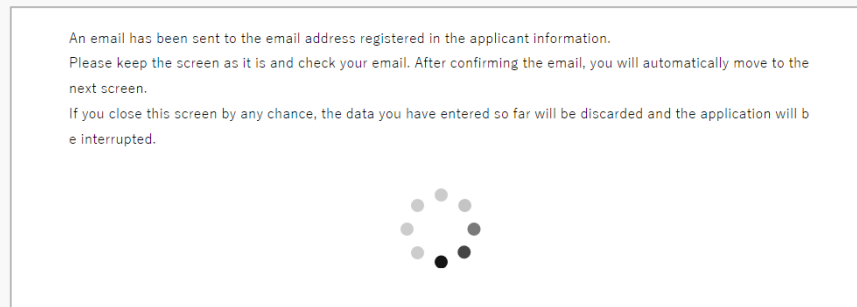 An email has been sent to the email address registered in the applicant information.
Please keep the screen as it is and check your email. After confirming the email, you will automatically move to the
next screen.
If you close this screen by any chance, the data you have entered so far will be discarded and the application will b
e interrupted.